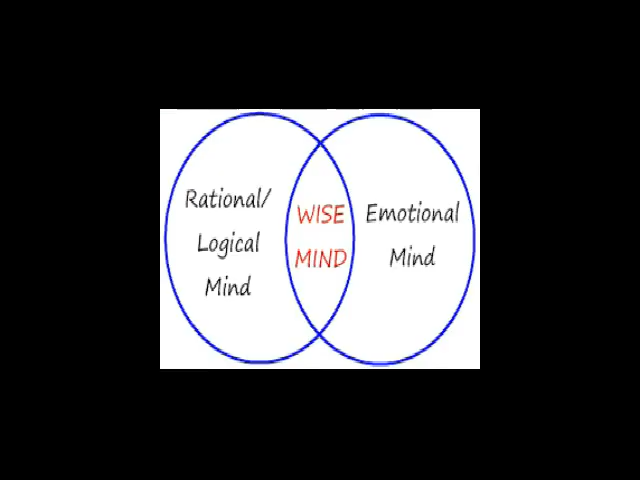 Rational/
Logical
Mind
WISE
MIND
Emotional
Mind